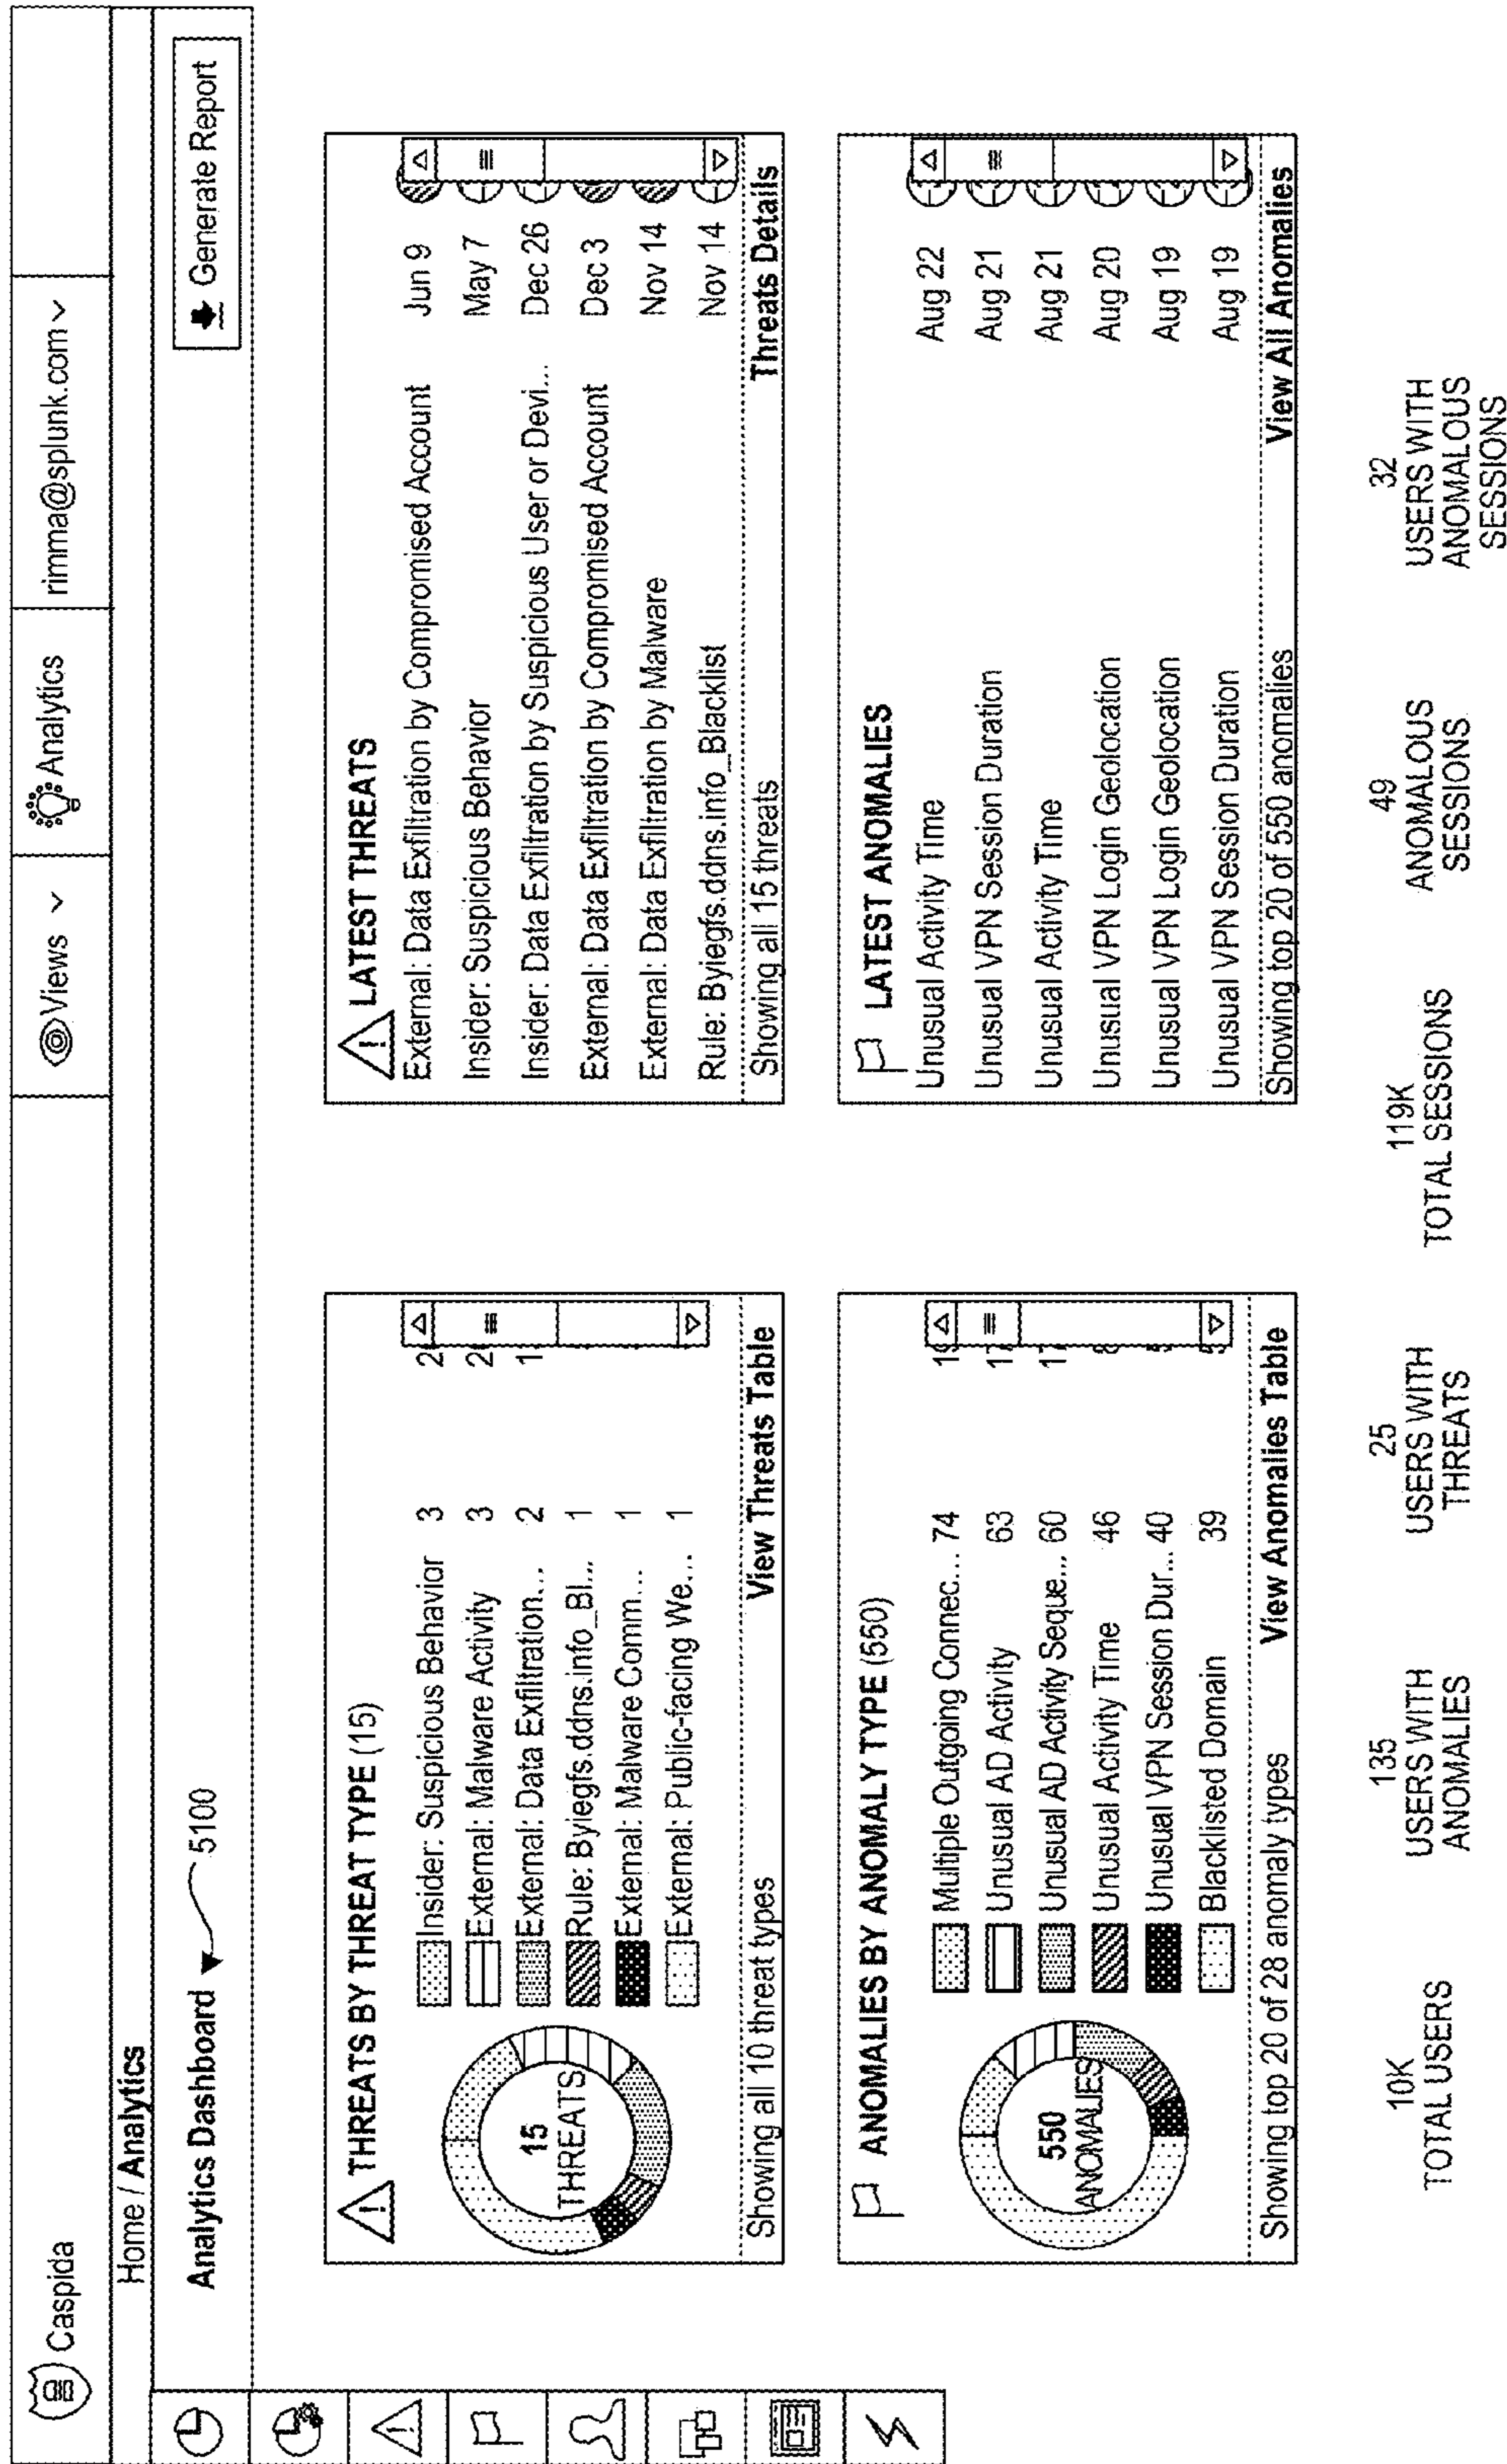 Caspida
Views
Analytics
rimma@splunk.com
Home / Analytics
Analytics Dashboard
5100
Generate Report
THREATS BY THREAT TYPE (15)
15
THREATS
Insider: Suspicious Behavior 3
External: Malware Activity 3
External: Data Exfiltration... 2
Rule: Byiegfs.ddns.info_Bl... 1
External: Malware Comm... 1
External: Public-facing We... 1
Showing all 10 threat types View Threats Table
LATEST THREATS
External: Data Exfiltration by Compromised Account Jun 9
Insider: Suspicious Behavior May 7
Insider: Data Exfiltration by Suspicious User or Devi... Dec 26
External: Data Exfiltration by Compromised Account Dec 3
External: Data Exfiltration by Malware Nov 14
Rule: Byiegfs.ddns.info_Blacklist Nov 14
Showing all 15 threats Threats Details
ANOMALIES BY ANOMALY TYPE (550)
550
ANOMALIES
Multiple Outgoing Connec... 74
Unusual AD Activity 63
Unusual AD Activity Seque... 60
Unusual Activity Time 46
Unusual VPN Session Dur... 40
Blacklisted Domain 39
Showing top 20 of 28 anomaly types View Anomalies Table
LATEST ANOMALIES
Unusual Activity Time Aug 22
Unusual VPN Session Duration Aug 21
Unusual Activity Time Aug 21
Unusual VPN Login Geolocation Aug 20
Unusual VPN Login Geolocation Aug 19
Unusual VPN Session Duration Aug 19
Showing top 20 of 550 anomalies View All Anomalies
10K
TOTAL USERS
135
USERS WITH
ANOMALIES
25
USERS WITH
THREATS
119K
TOTAL SESSIONS
49
ANOMALOUS
SESSIONS
32
USERS WITH
ANOMALOUS
SESSIONS